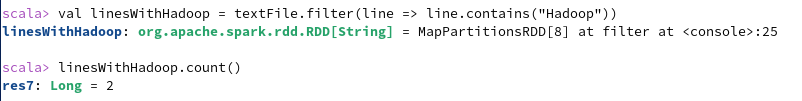 scala> val linesWithHadoop = textFile.filter(line => line.contains("Hadoop"))
linesWithHadoop: org.apache.spark.rdd.RDD[String] = MapPartitionsRDD[8] at filter at <console>:25
scala> linesWithHadoop.count()
res7: Long = 2